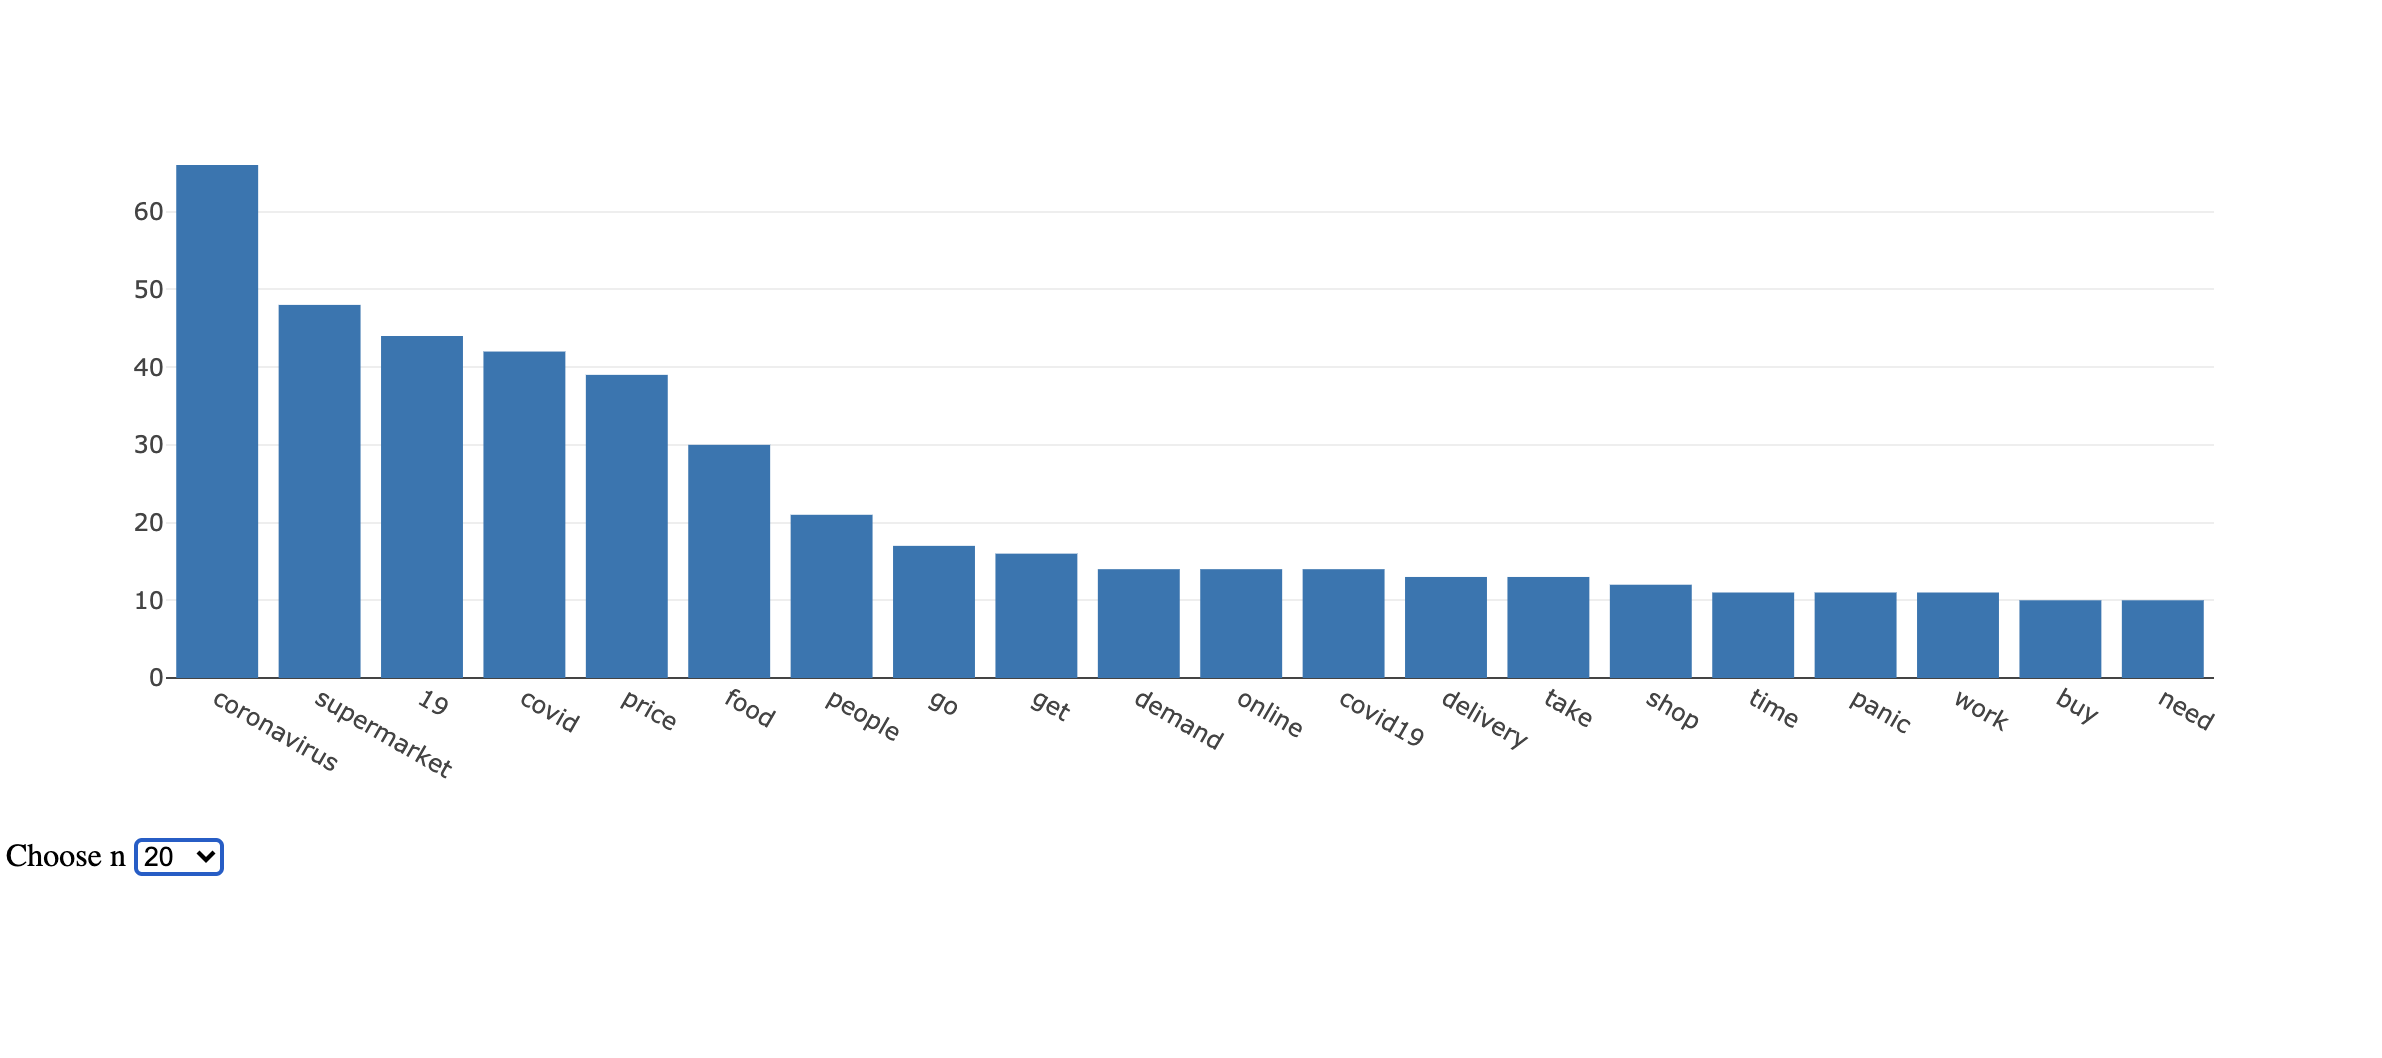 60
50
40
30
20
10
0
coronavirus
supermarket
19
covid
price
food
people
go
get
demand
online
covid19
delivery
take
shop
time
panic
work
buy
need
Choose n 20